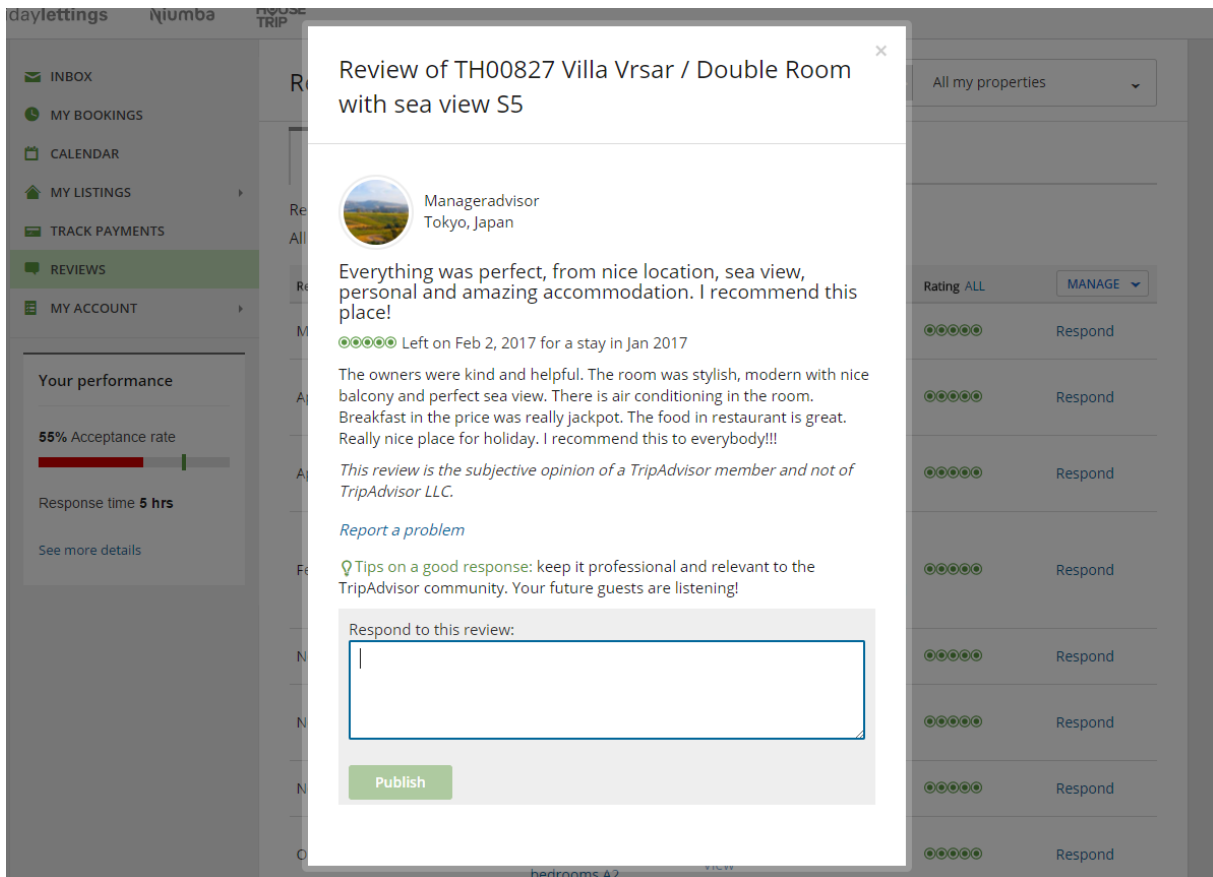 daylettings Niumba HOUSE TRIP
INBOX
MY BOOKINGS
CALENDAR
MY LISTINGS
TRACK PAYMENTS
REVIEWS
MY ACCOUNT
Your performance
55% Acceptance rate
Response time 5 hrs
See more details
All my properties
Review of TH00827 Villa Vrsar / Double Room
with sea view S5
×
Manageradvisor
Tokyo, Japan
Everything was perfect, from nice location, sea view,
personal and amazing accommodation. I recommend this
place!
Left on Feb 2, 2017 for a stay in Jan 2017
The owners were kind and helpful. The room was stylish, modern with nice
balcony and perfect sea view. There is air conditioning in the room.
Breakfast in the price was really jackpot. The food in restaurant is great.
Really nice place for holiday. I recommend this to everybody!!!
This review is the subjective opinion of a TripAdvisor member and not of
TripAdvisor LLC.
Report a problem
Tips on a good response: keep it professional and relevant to the
TripAdvisor community. Your future guests are listening!
Respond to this review:
Publish
All
Rating ALL
MANAGE
Respond
Respond
Respond
Respond
Respond
Respond
Respond
Respond
bedrooms A2
VIEW